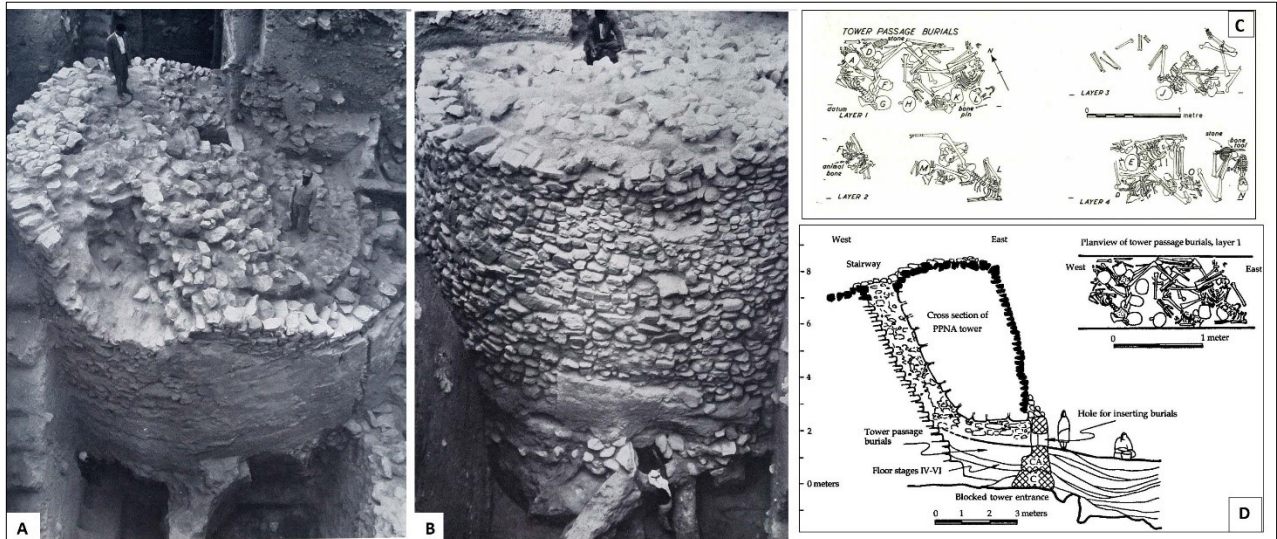 A
B
C
TOWER PASSAGE BURIALS
stone
A
D
N
F
G
H
K
L
datum
bone
pin
LAYER 1
LAYER 3
J
0 1
metre
F
animal
bone
LAYER 2
M
L
stone
bone
tool
G
I
D
O
N
LAYER 4
West East
Stairway
8
6
4
2
0 meters
Cross section of
PPNA tower
Planview of tower passage burials, layer 1
West East
0 1
meter
Hole for inserting burials
Tower passage
burials
Floor stages IV-VI
C
C
Blocked tower entrance
0 1 2 3 meters
D